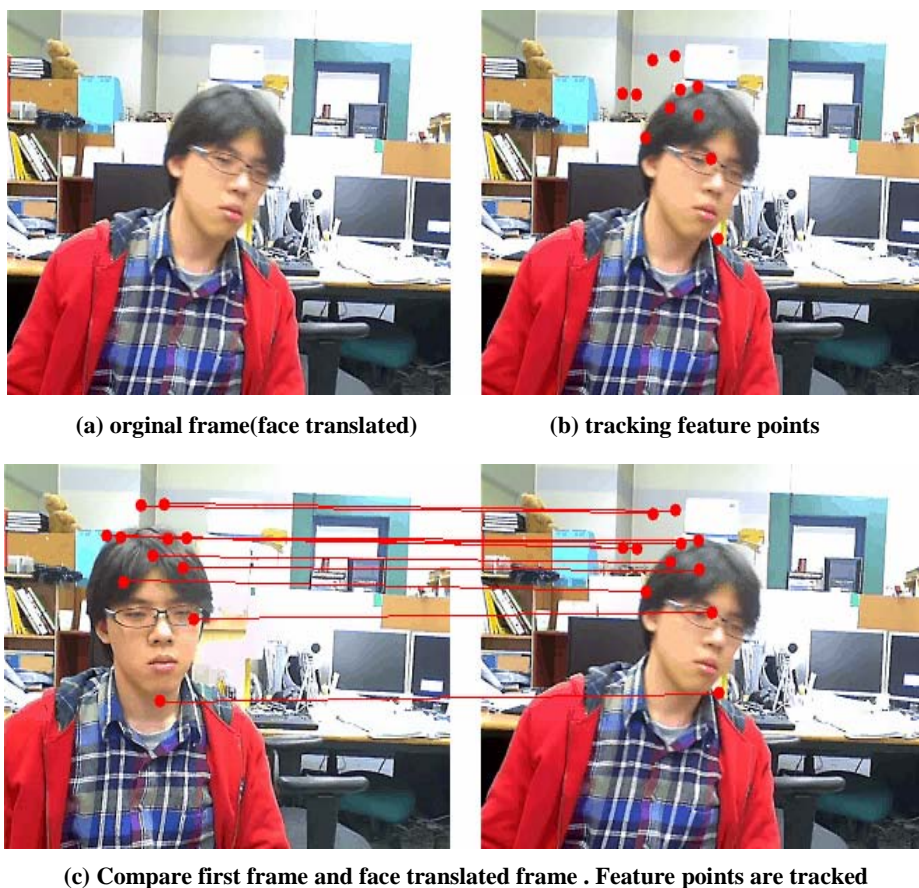 (a) orginal frame(face translated)
(b) tracking feature points
(c) Compare first frame and face translated frame . Feature points are tracked